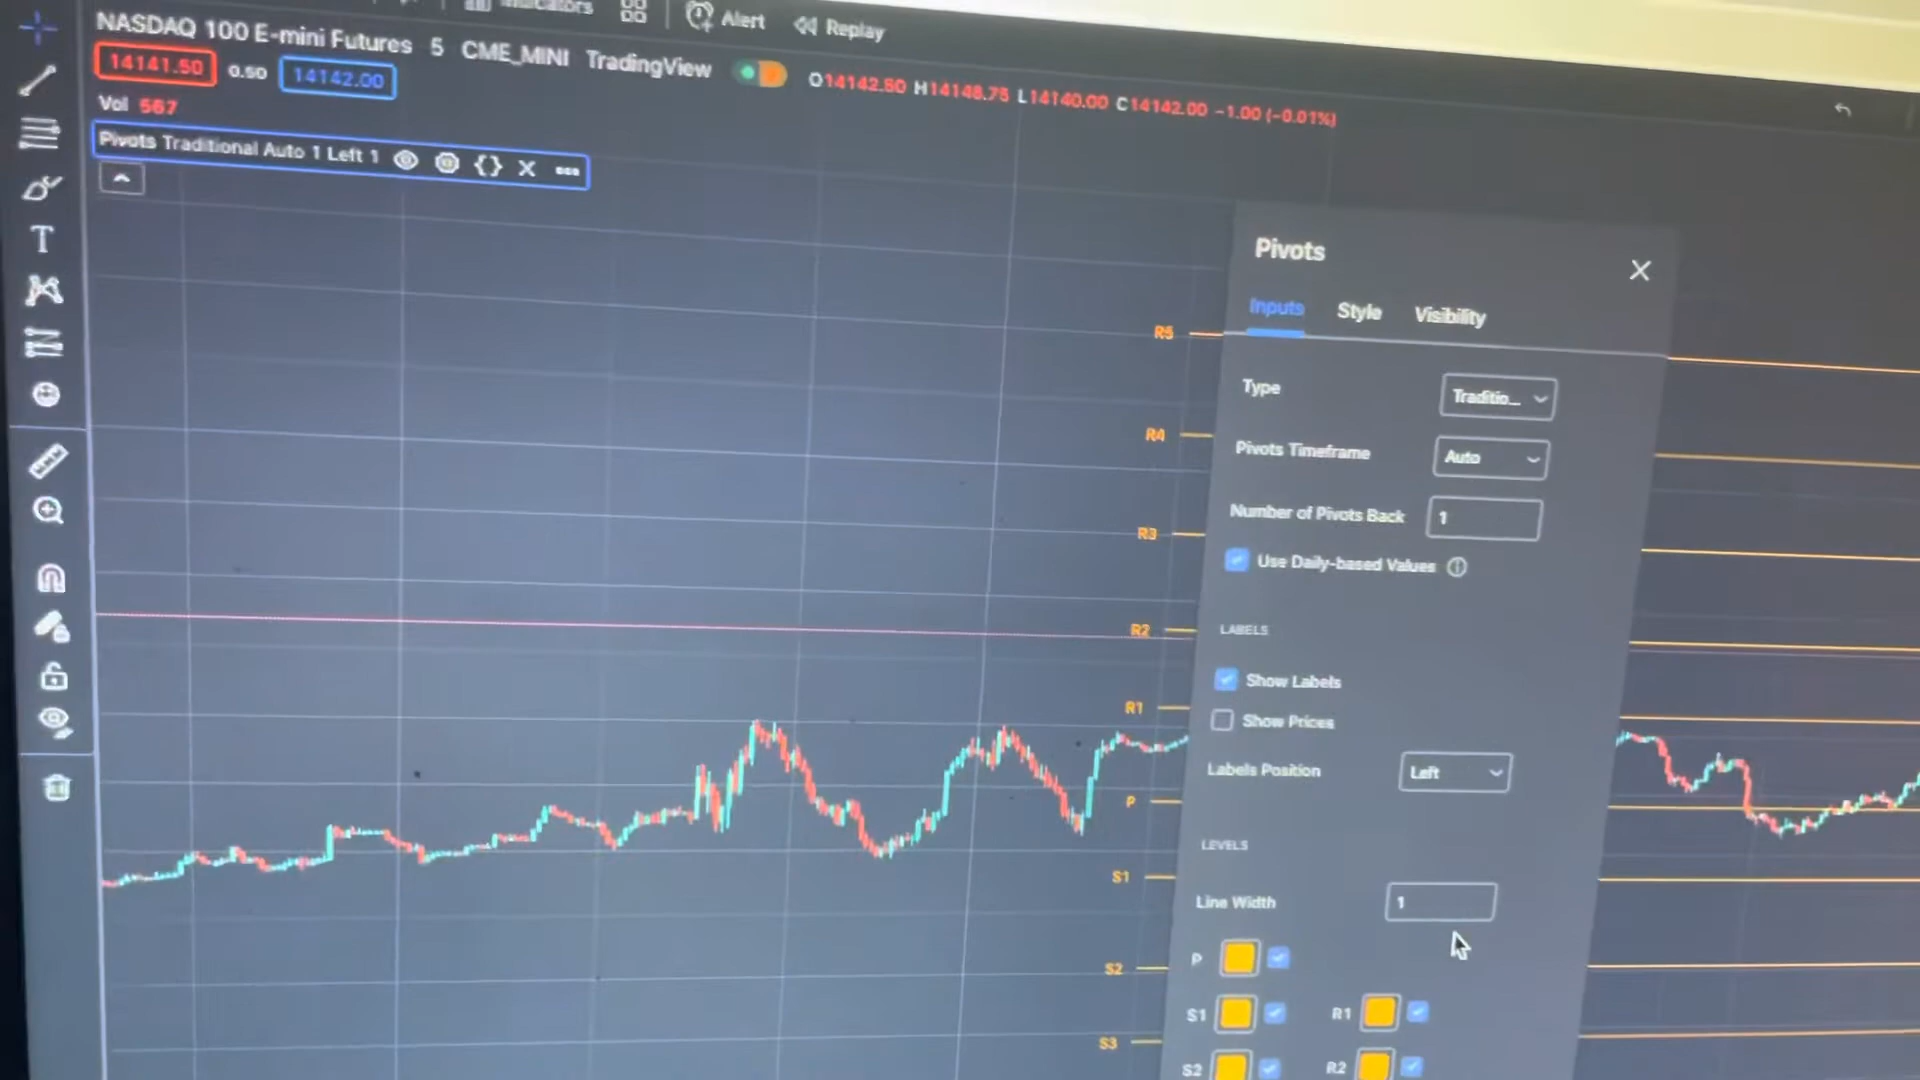 Indicators
Alert
Replay
NASDAQ 100 E-mini Futures 5 CME_MINI TradingView
O14142.50 H14148.75 L14140.00 C14142.00 −1.00 (−0.01%)
14141.50 0.50 14142.00
Vol 567
Pivots Traditional Auto 1 Left 1
T
Pivots
Inputs Style Visibility
Type Traditio...
Pivots Timeframe Auto
Number of Pivots Back 1
Use Daily-based Values
LABELS
Show Labels
Show Prices
Labels Position Left
LEVELS
Line Width 1
P
S1 R1
S2 R2
R5
R4
R3
R2
R1
P
S1
S2
S3